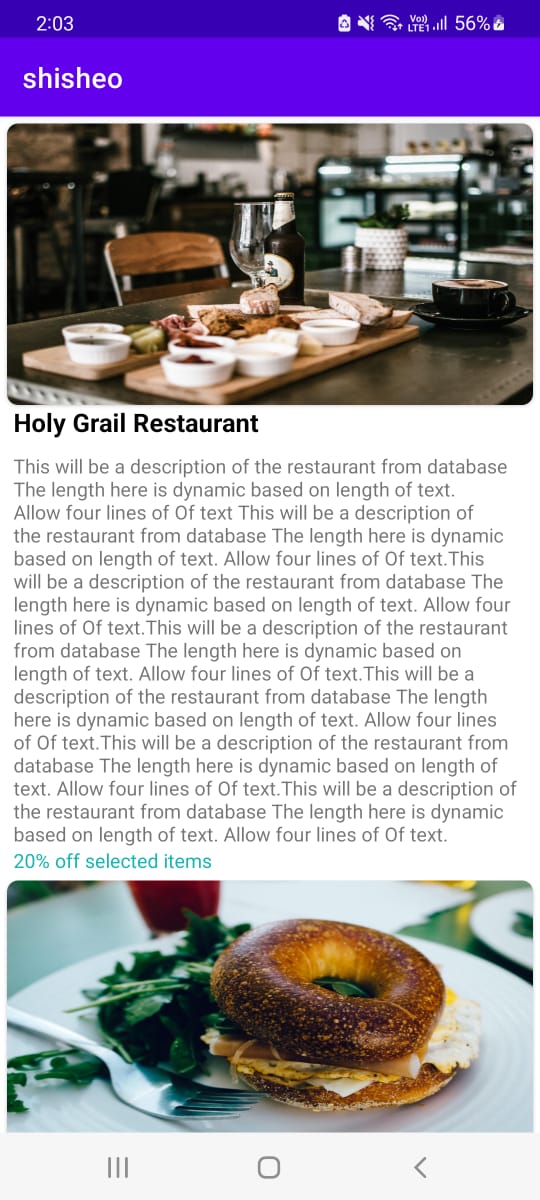 2:03
Vo)) LTE1 56%
shisheo
Holy Grail Restaurant
This will be a description of the restaurant from database
The length here is dynamic based on length of text.
Allow four lines of Of text This will be a description of
the restaurant from database The length here is dynamic
based on length of text. Allow four lines of Of text.This
will be a description of the restaurant from database The
length here is dynamic based on length of text. Allow four
lines of Of text.This will be a description of the restaurant
from database The length here is dynamic based on
length of text. Allow four lines of Of text.This will be a
description of the restaurant from database The length
here is dynamic based on length of text. Allow four lines
of Of text.This will be a description of the restaurant from
database The length here is dynamic based on length of
text. Allow four lines of Of text.This will be a description of
the restaurant from database The length here is dynamic
based on length of text. Allow four lines of Of text.
20% off selected items